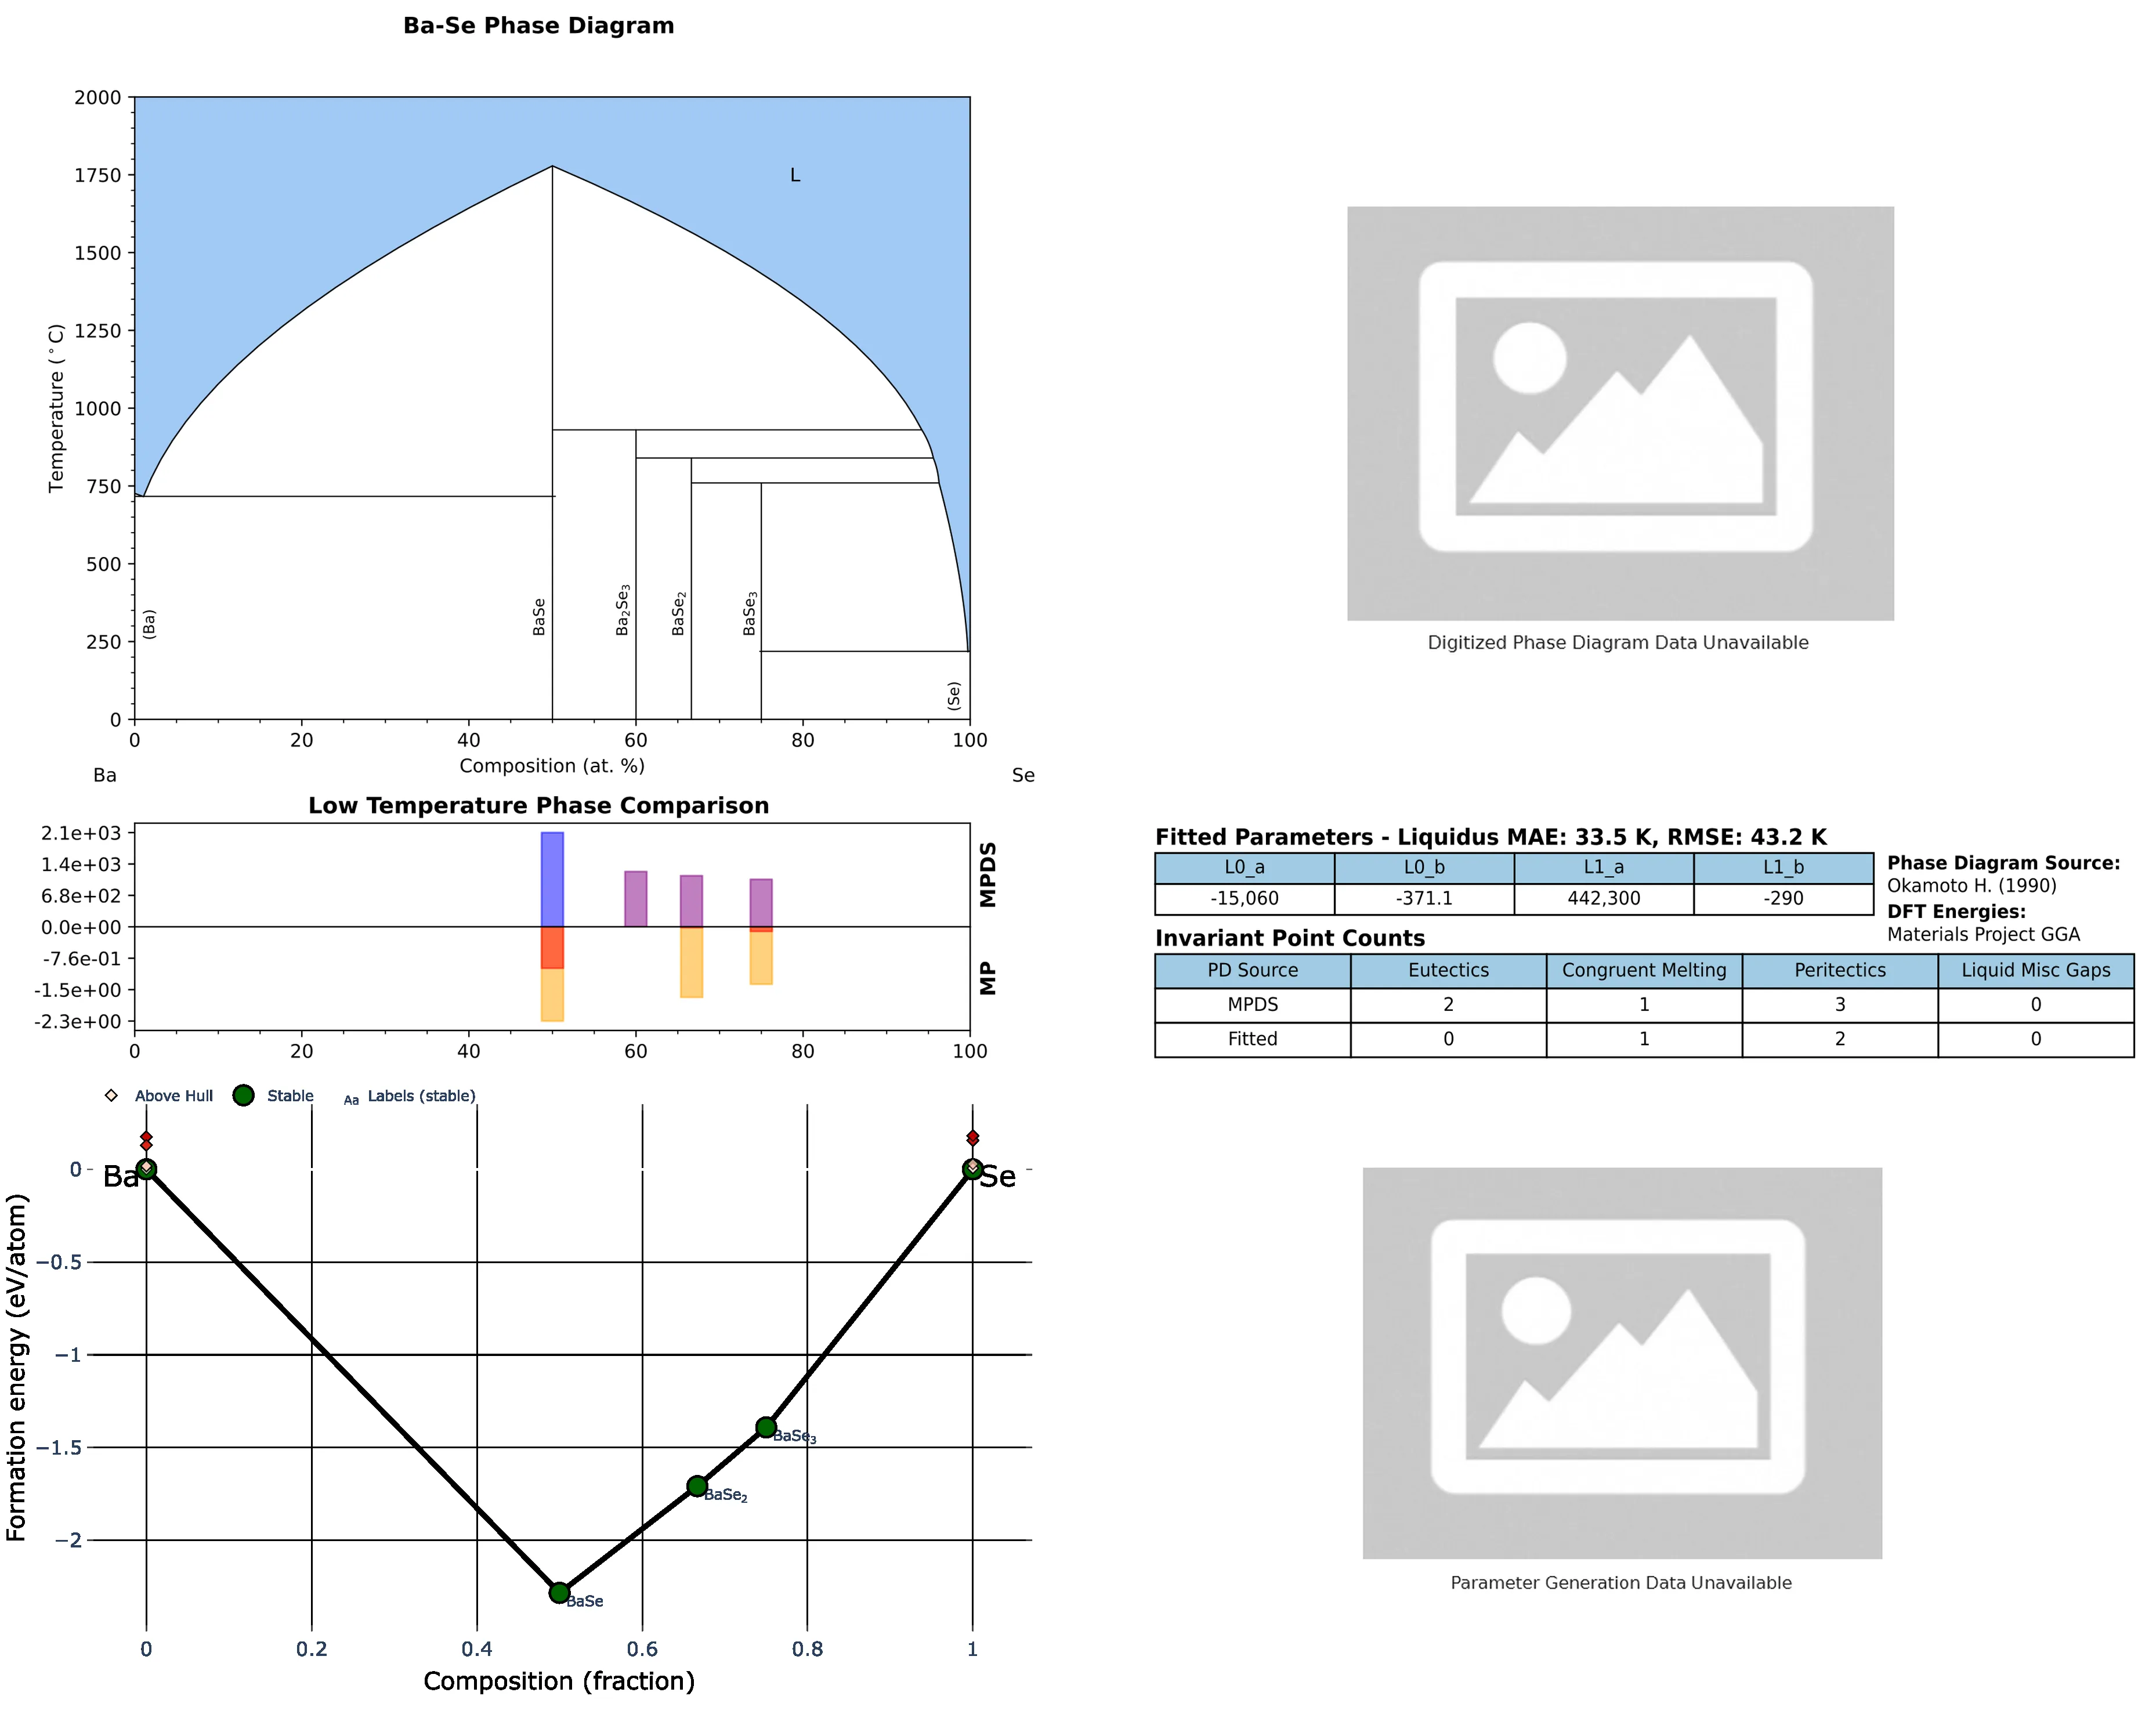 Ba-Se Phase Diagram
2000
1750
1500
1250
1000
750
500
250
0
Temperature (°C)
L
(Ba)
BaSe
Ba₂Se₃
BaSe₂
BaSe₃
(Se)
0 20 40 60 80 100
Composition (at. %)
Ba Se
Digitized Phase Diagram Data Unavailable
Low Temperature Phase Comparison
2.1e+03
1.4e+03
6.8e+02
0.0e+00
-7.6e-01
-1.5e+00
-2.3e+00
MPDS
MP
0 20 40 60 80 100
Fitted Parameters - Liquidus MAE: 33.5 K, RMSE: 43.2 K
L0_a L0_b L1_a L1_b
-15,060 -371.1 442,300 -290
Phase Diagram Source:
Okamoto H. (1990)
DFT Energies:
Materials Project GGA
Invariant Point Counts
PD Source Eutectics Congruent Melting Peritectics Liquid Misc Gaps
MPDS 2 1 3 0
Fitted 0 1 2 0
Above Hull Stable Aa Labels (stable)
0
−0.5
−1
−1.5
−2
Formation energy (eV/atom)
Ba
Se
BaSe₃
BaSe₂
BaSe
0 0.2 0.4 0.6 0.8 1
Composition (fraction)
Parameter Generation Data Unavailable